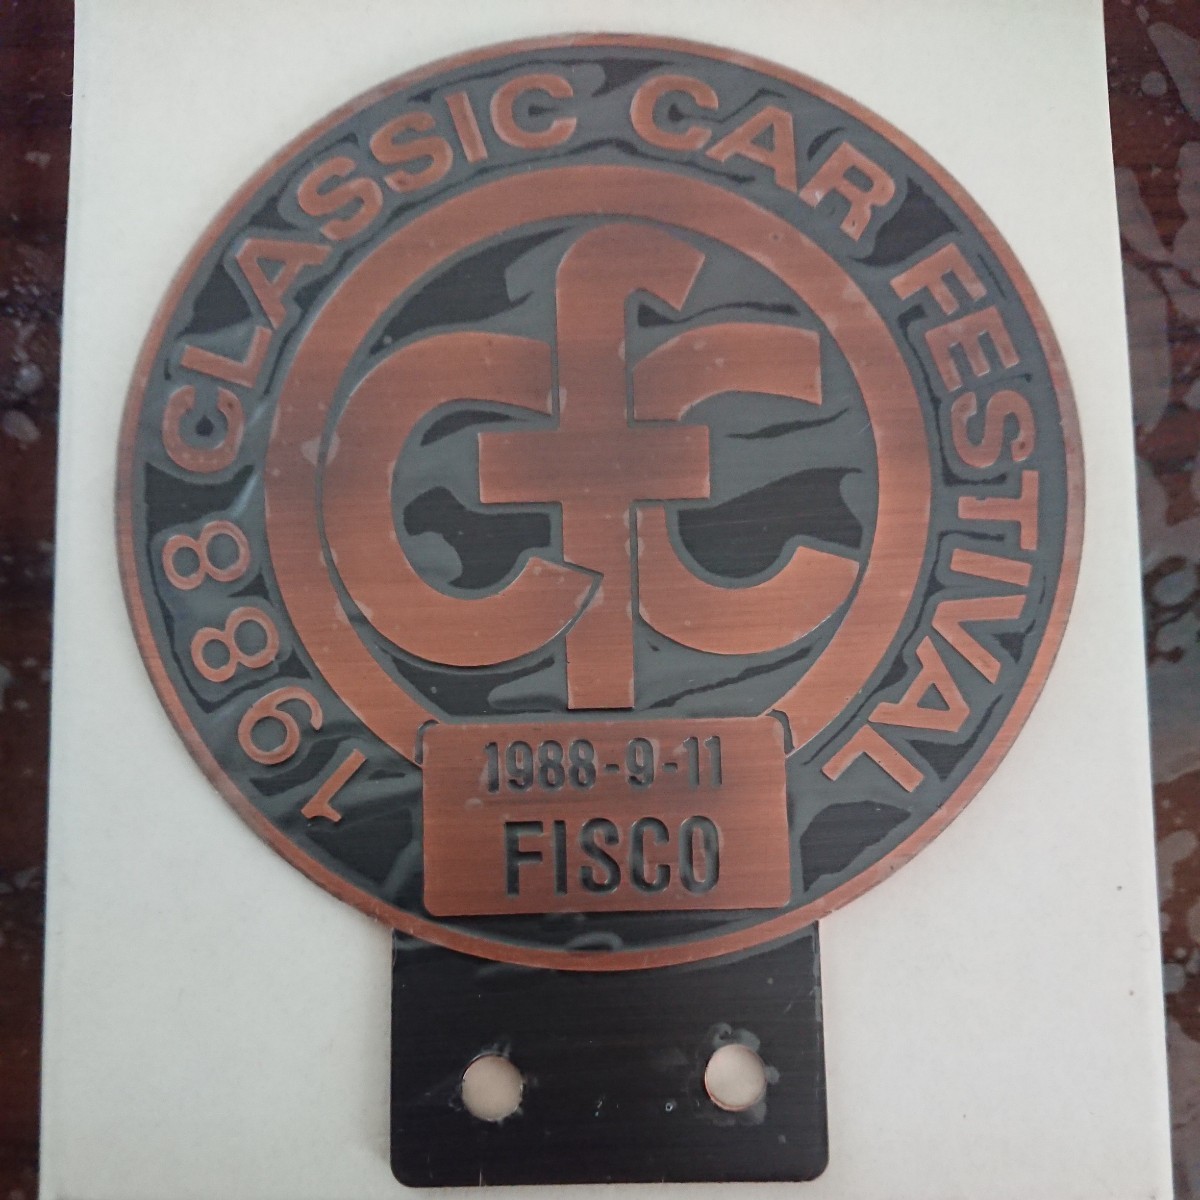 1988 CLASSIC CAR FESTIVAL
cfc
1988-9-11
FISCO